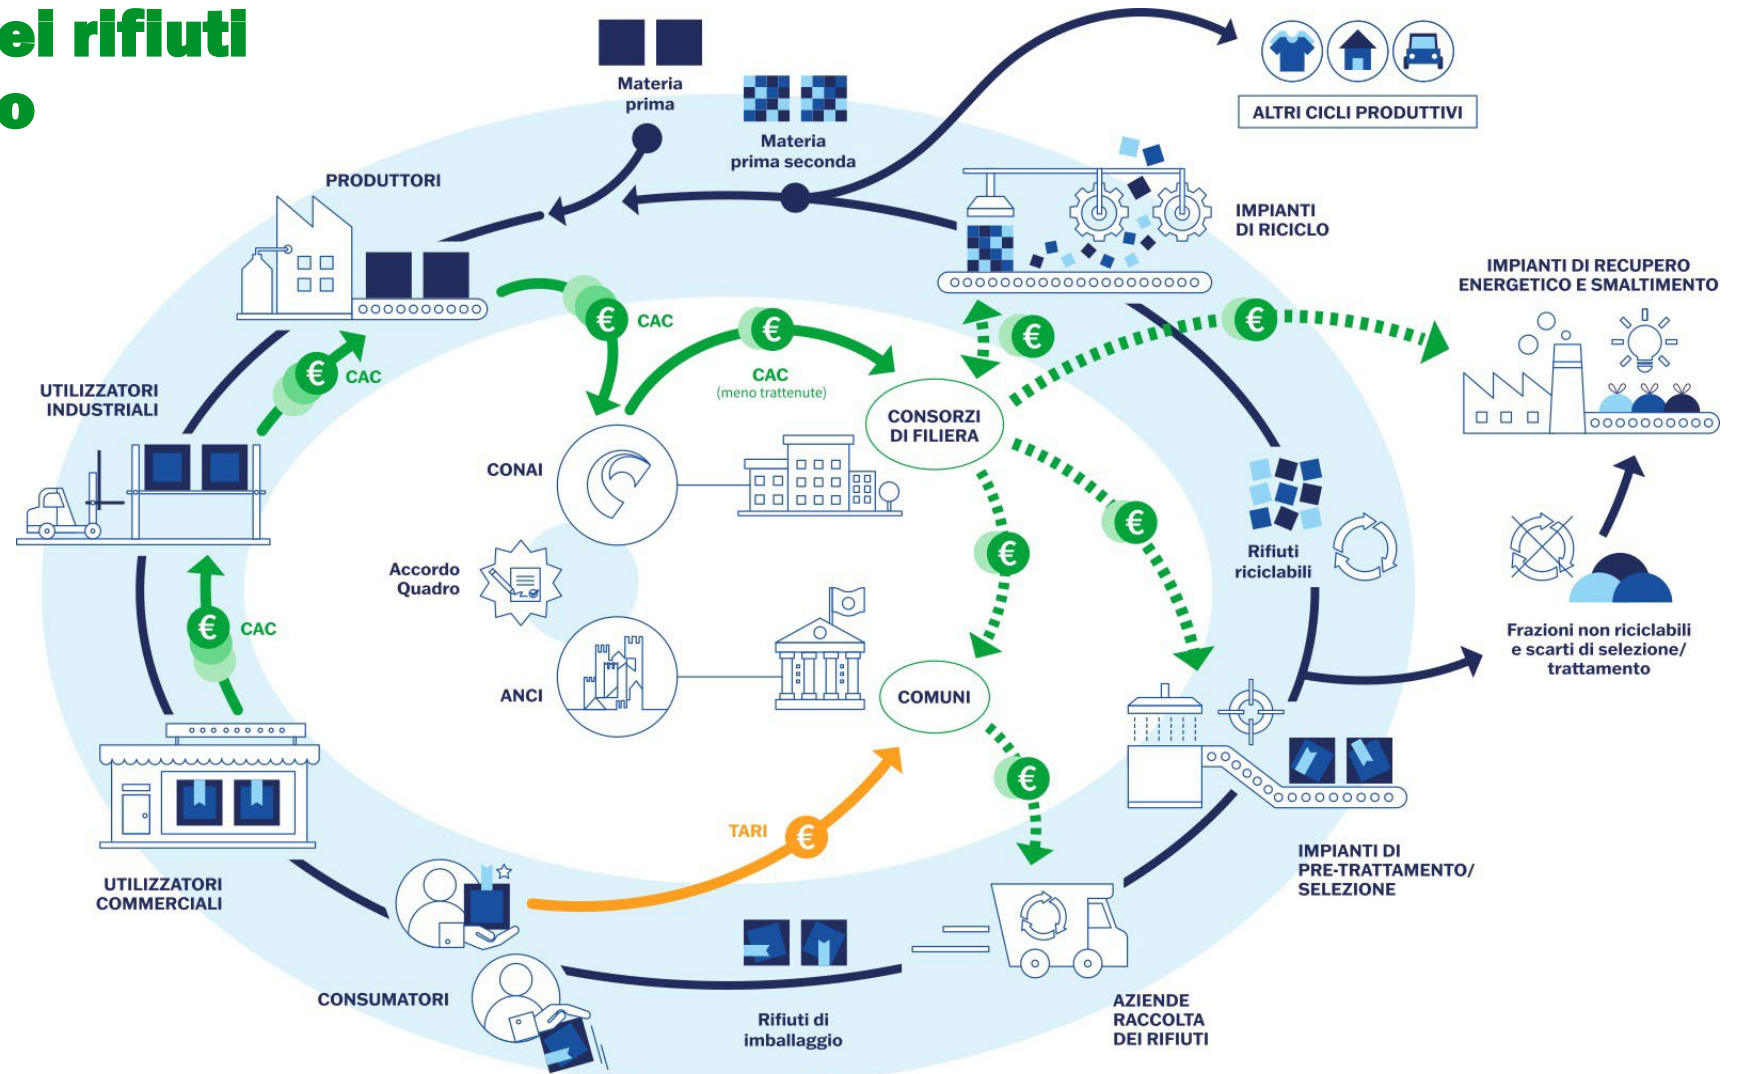 ei rifiuti
o
Materia
prima
Materia
prima seconda
ALTRI CICLI PRODUTTIVI
PRODUTTORI
IMPIANTI
DI RICICLO
IMPIANTI DI RECUPERO
ENERGETICO E SMALTIMENTO
€ CAC
€
€
€
€ CAC
CAC
(meno trattenute)
UTILIZZATORI
INDUSTRIALI
CONSORZI
DI FILIERA
CONAI
€
€
Rifiuti
riciclabili
Accordo
Quadro
€ CAC
Frazioni non riciclabili
e scarti di selezione/
trattamento
ANCI
COMUNI
€
TARI €
UTILIZZATORI
COMMERCIALI
IMPIANTI DI
PRE-TRATTAMENTO/
SELEZIONE
CONSUMATORI
Rifiuti di
imballaggio
AZIENDE
RACCOLTA
DEI RIFIUTI